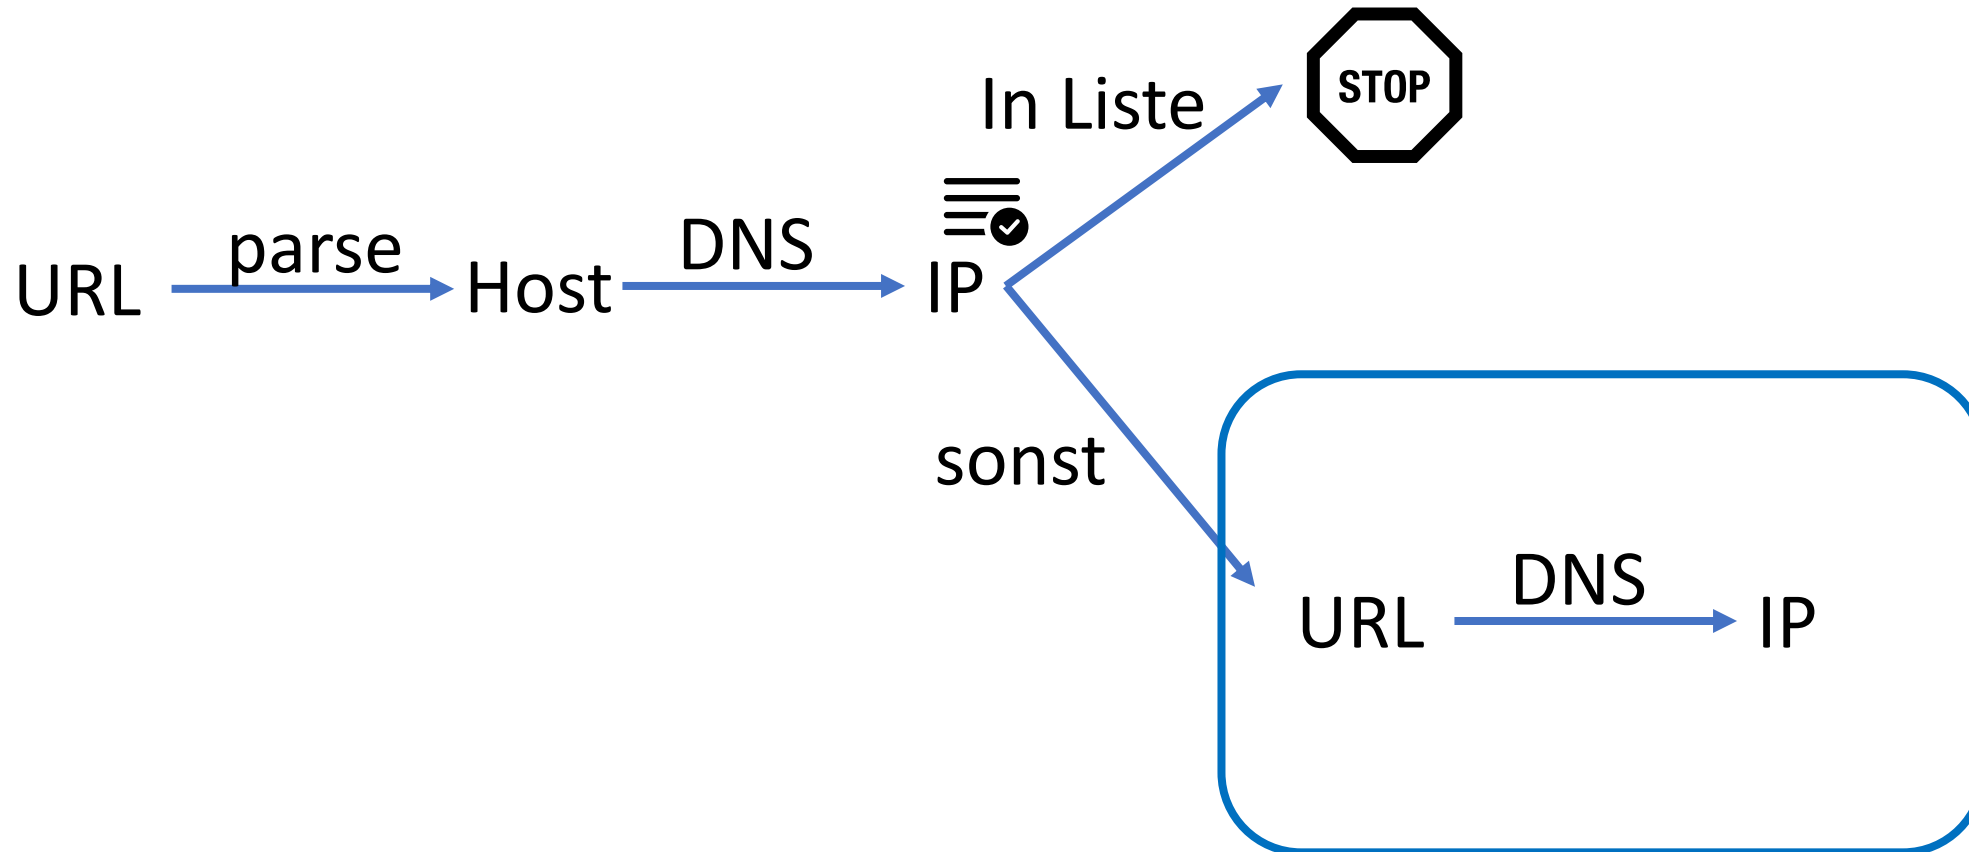 STOP
In Liste
parse
DNS
URL
Host
IP
sonst
DNS
URL
IP